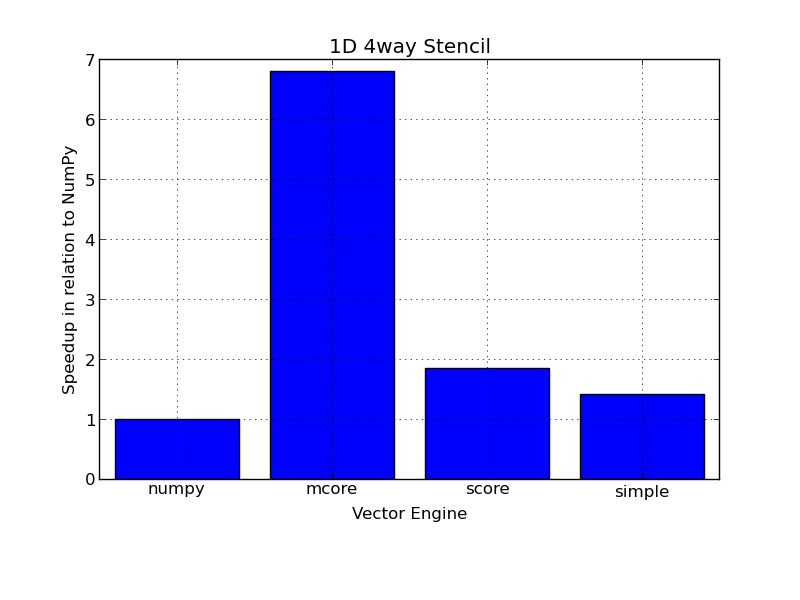 1D 4way Stencil
7
6
5
4
3
2
1
0
Speedup in relation to NumPy
numpy mcore score simple
Vector Engine